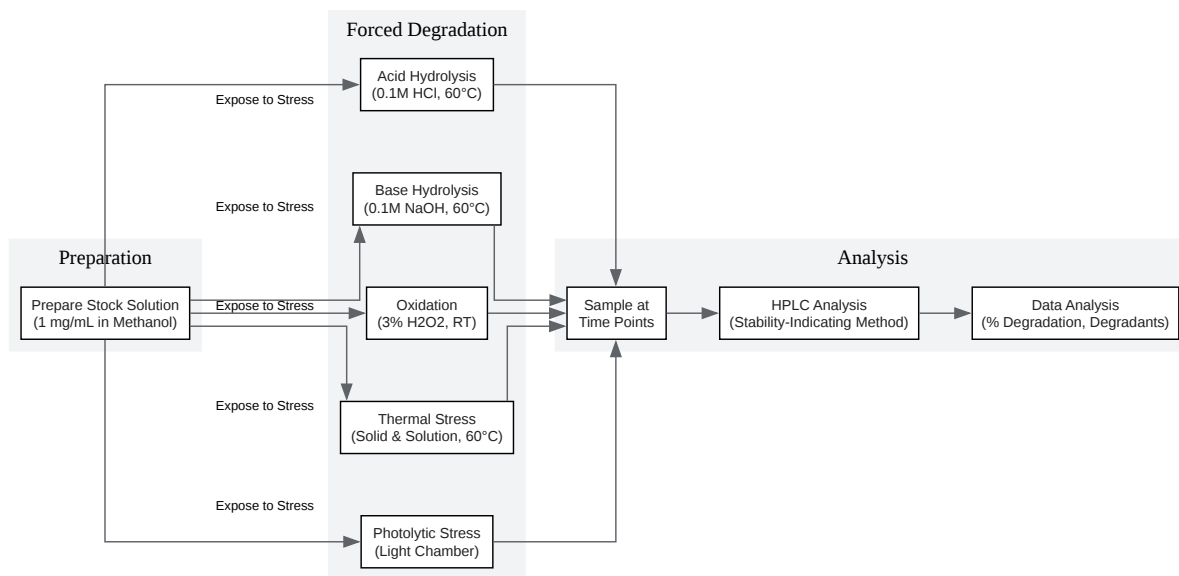 Forced Degradation
Acid Hydrolysis
(0.1M HCl, 60°C)
Expose to Stress
Base Hydrolysis
(0.1M NaOH, 60°C)
Expose to Stress
Preparation
Analysis
Prepare Stock Solution
(1 mg/mL in Methanol)
Expose to Stress
Oxidation
(3% H2O2, RT)
Sample at
Time Points
HPLC Analysis
(Stability-Indicating Method)
Data Analysis
(% Degradation, Degradants)
Expose to Stress
Thermal Stress
(Solid & Solution, 60°C)
Expose to Stress
Photolytic Stress
(Light Chamber)